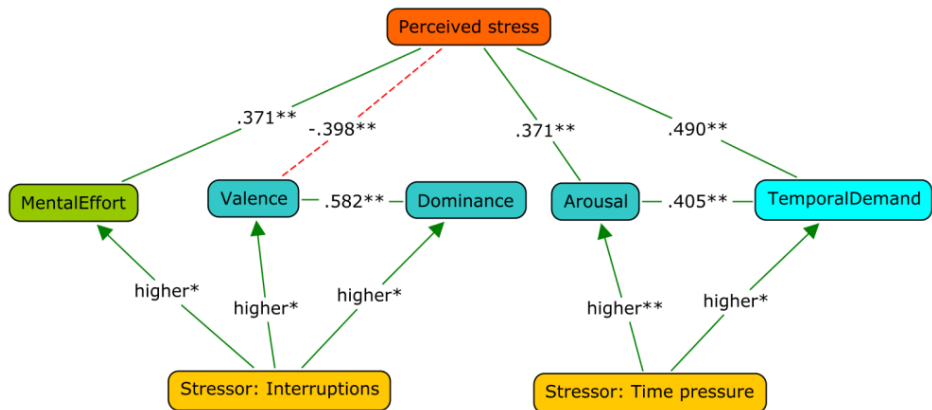 Perceived stress
.371**
-.398**
.371**
.490**
MentalEffort
Valence
.582**
Dominance
Arousal
.405**
TemporalDemand
higher*
higher*
higher*
higher**
higher*
Stressor: Interruptions
Stressor: Time pressure